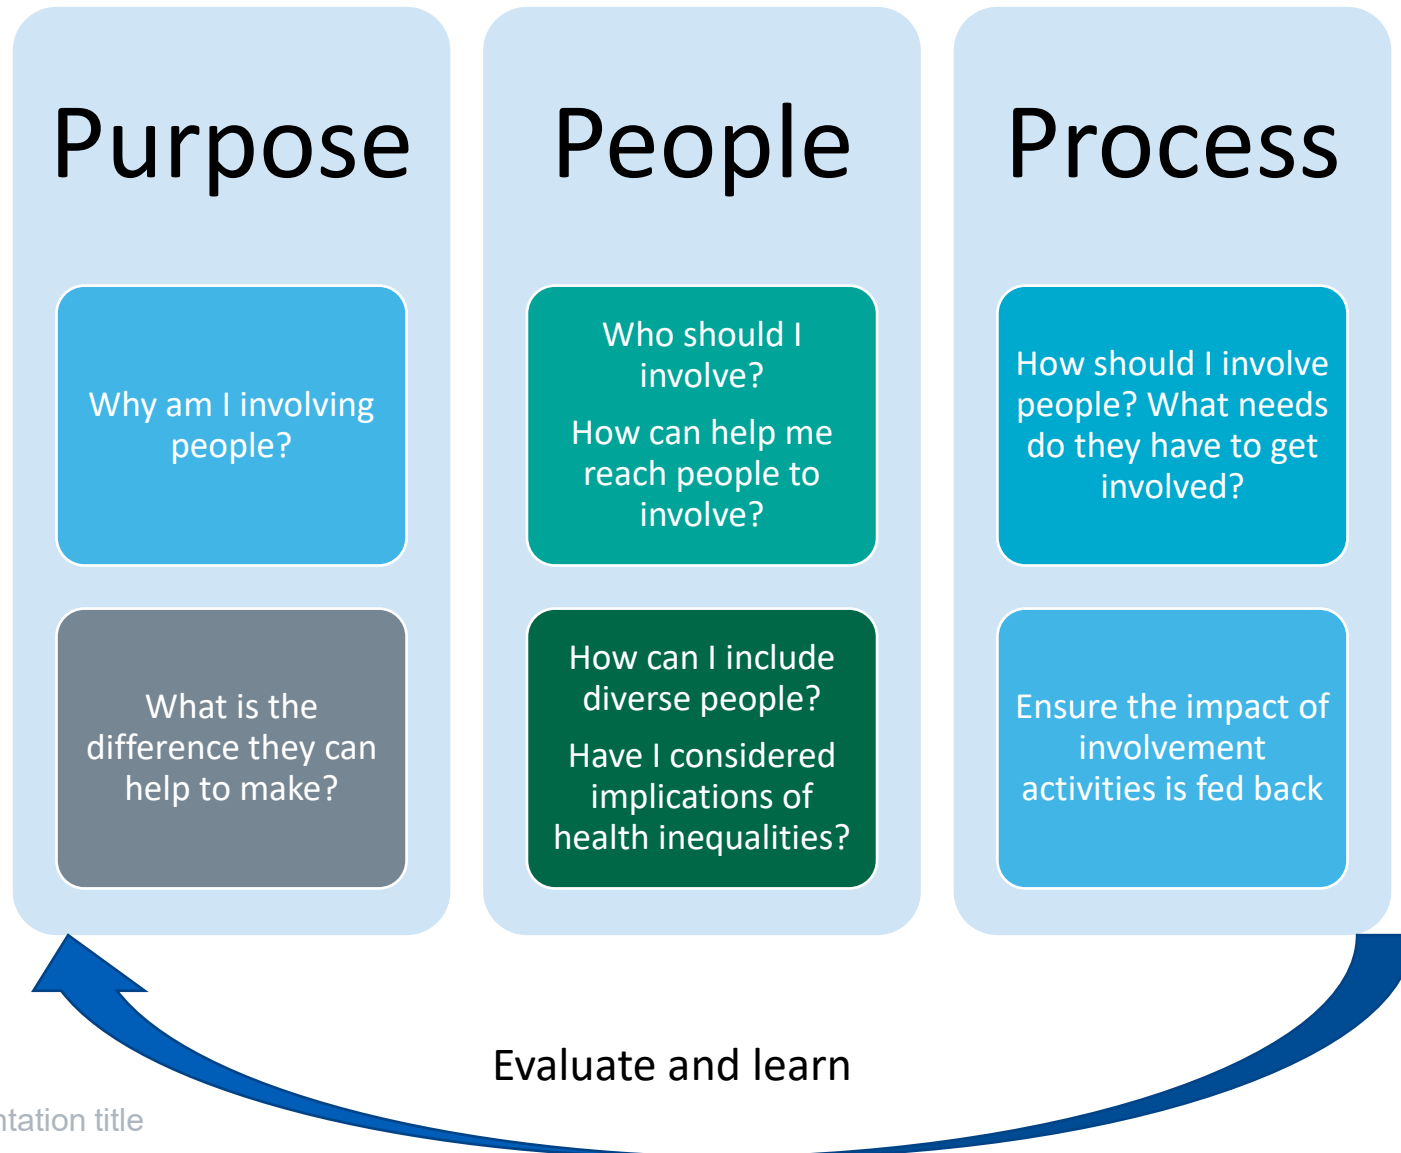 Purpose
Why am I involving
people?
What is the
difference they can
help to make?
People
Who should I
involve?
How can help me
reach people to
involve?
How can I include
diverse people?
Have I considered
implications of
health inequalities?
Process
How should I involve
people? What needs
do they have to get
involved?
Ensure the impact of
involvement
activities is fed back
Evaluate and learn
ntation title